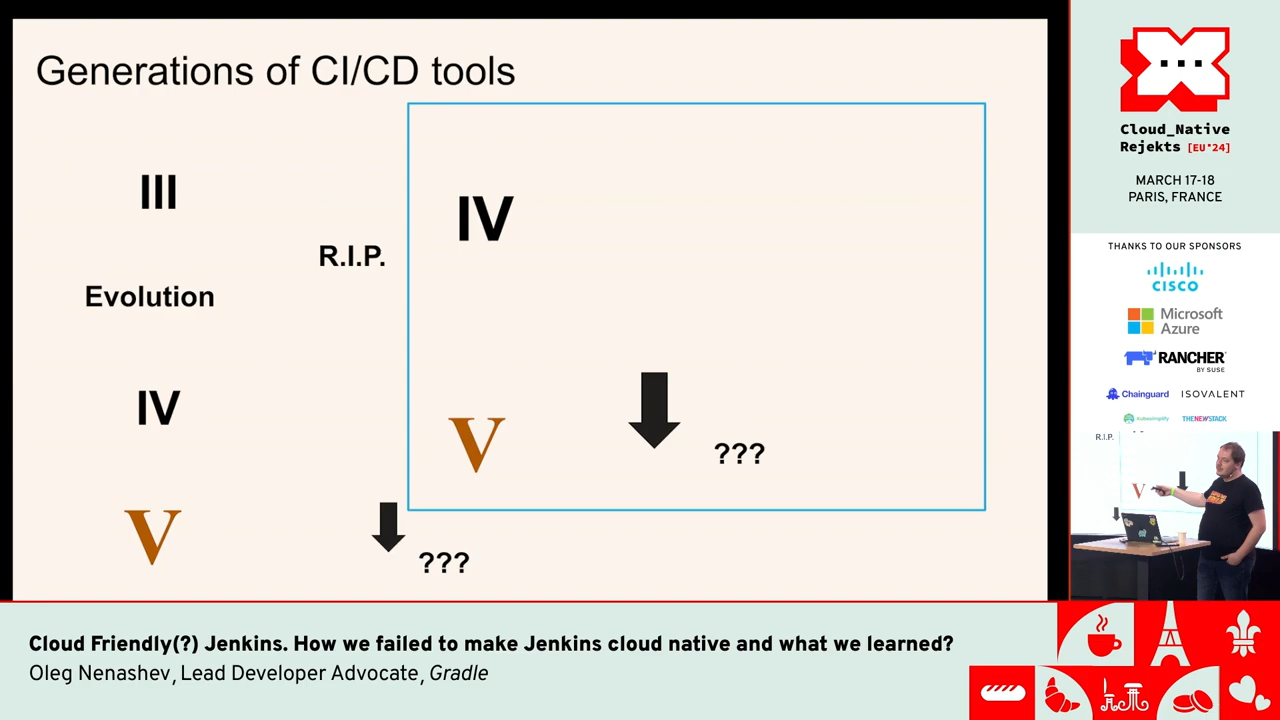 Generations of CI/CD tools
III
R.I.P.
Evolution
IV
V
???
IV
V
???
Cloud_Native
Rejekts [EU*24]
MARCH 17-18
PARIS, FRANCE
THANKS TO OUR SPONSORS
CISCO
Microsoft
Azure
RANCHER
BY SUSE
Chainguard
ISOVALENT
kubesimplify
THENEWSTACK
R.I.P.
V
Cloud Friendly(?) Jenkins. How we failed to make Jenkins cloud native and what we learned?
Oleg Nenashev, Lead Developer Advocate, Gradle